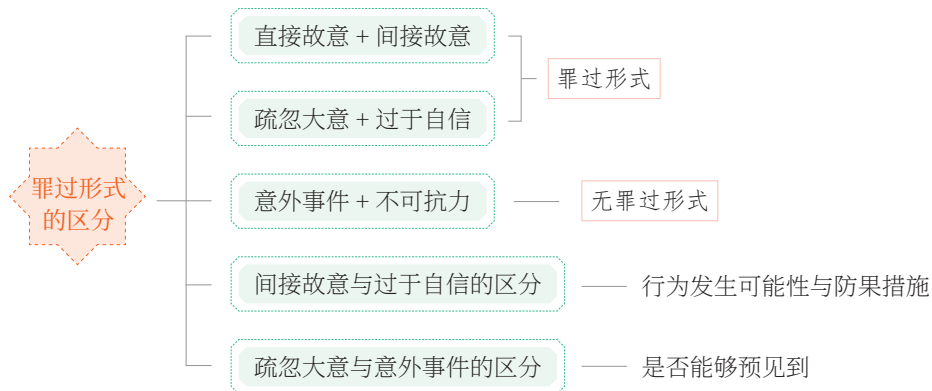 罪过形式
的区分
直接故意 + 间接故意
疏忽大意 + 过于自信
罪过形式
意外事件 + 不可抗力
无罪过形式
间接故意与过于自信的区分
行为发生可能性与防果措施
疏忽大意与意外事件的区分
是否能够预见到